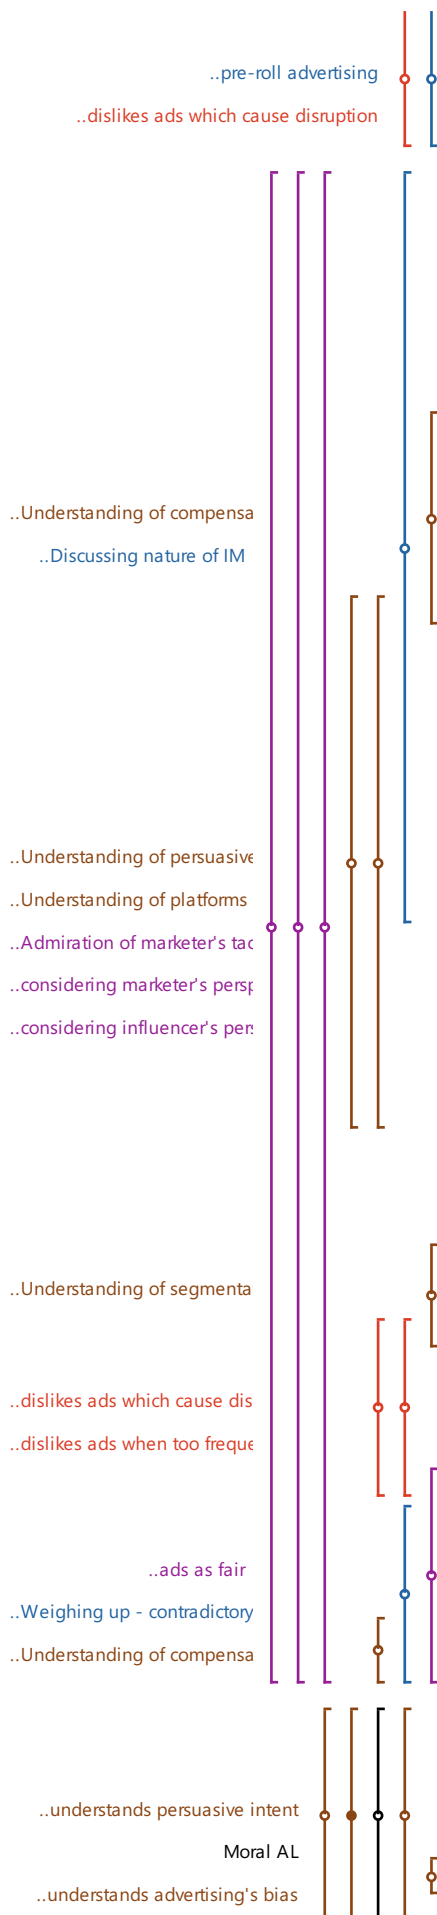 ..pre-roll advertising
..dislikes ads which cause disruption
..Understanding of compensa
..Discussing nature of IM
..Understanding of persuasive
..Understanding of platforms
..Admiration of marketer's tac
..considering marketer's persp
..considering influencer's pers
..Understanding of segmenta
..dislikes ads which cause dis
..dislikes ads when too freque
..ads as fair
..Weighing up - contradictory
..Understanding of compensa
..understands persuasive intent
Moral AL
..understands advertising's bias